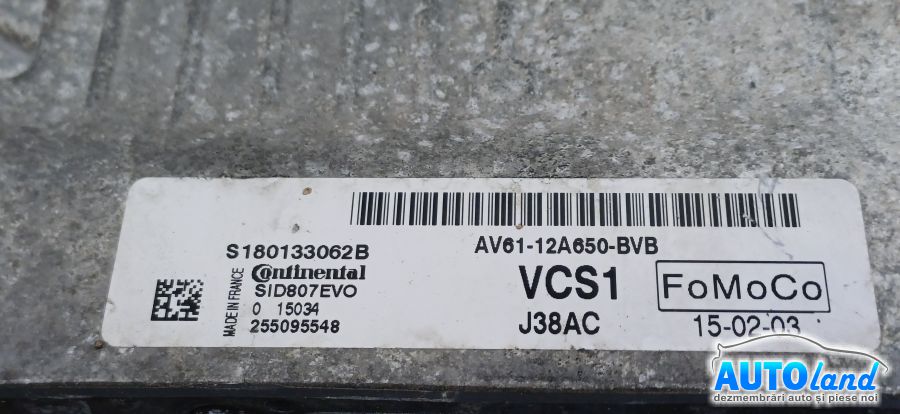 S180133062B
Continental
SID807EVO
0 15034
255095548
MADE IN FRANCE
AV61-12A650-BVB
VCS1
FoMoCo
J38AC
15-02-03
AUTOland
dezmembrări auto și piese noi